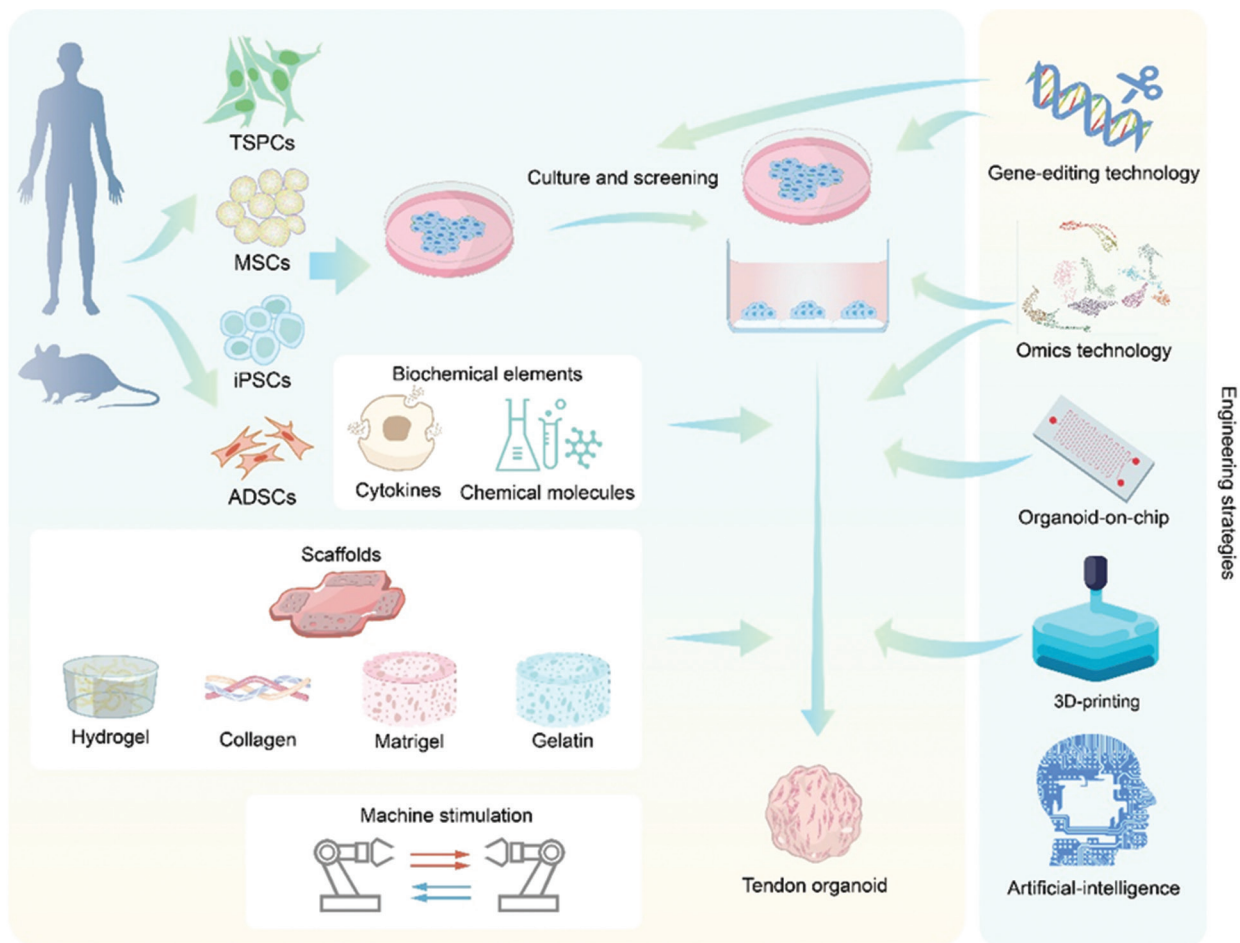 TSPCs
MSCs
iPSCs
ADSCs
Culture and screening
Biochemical elements
Cytokines
Chemical molecules
Scaffolds
Hydrogel
Collagen
Matrigel
Gelatin
Machine stimulation
Tendon organoid
Gene-editing technology
Omics technology
Organoid-on-chip
3D-printing
Artificial-intelligence
Engineering strategies